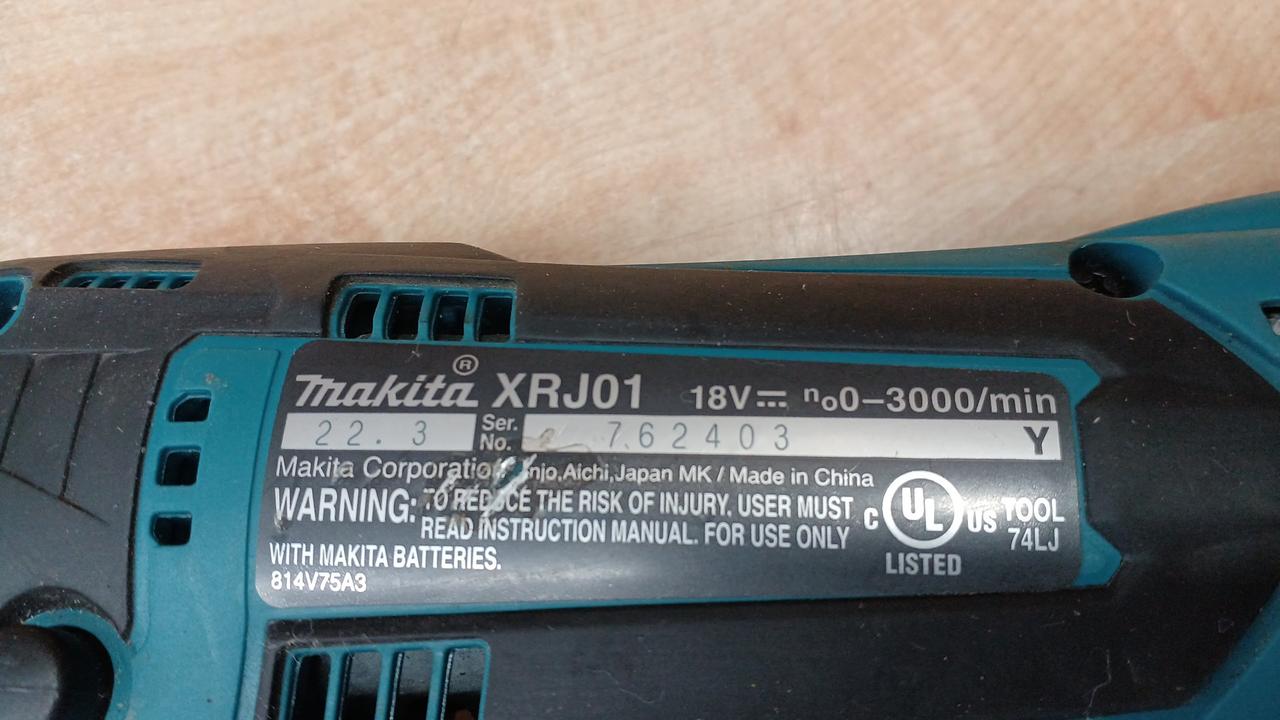 makita® XRJ01 18V⎓ n₀0–3000/min
22.3 Ser. No. 762403 Y
Makita Corporation Anjo,Aichi,Japan MK / Made in China
WARNING: TO REDUCE THE RISK OF INJURY. USER MUST
READ INSTRUCTION MANUAL. FOR USE ONLY
WITH MAKITA BATTERIES.
814V75A3
C UL US
LISTED
TOOL
74LJ